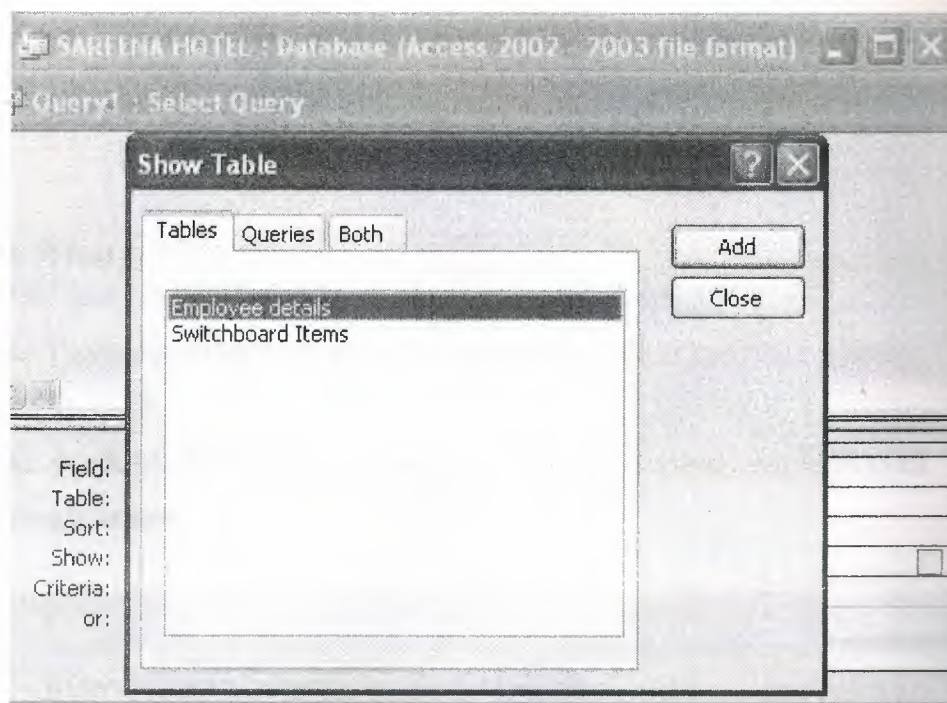 SAREENA HOTEL : Database (Access 2002 - 2003 file format)
Query1 : Select Query
Show Table
Tables Queries Both
Add
Close
Employee details
Switchboard Items
Field:
Table:
Sort:
Show:
Criteria:
or: